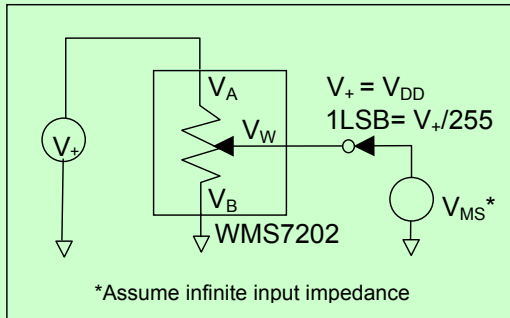 V+
VA
VW
VB
WMS7202
V+ = VDD
1LSB= V+/255
VMS*
*Assume infinite input impedance